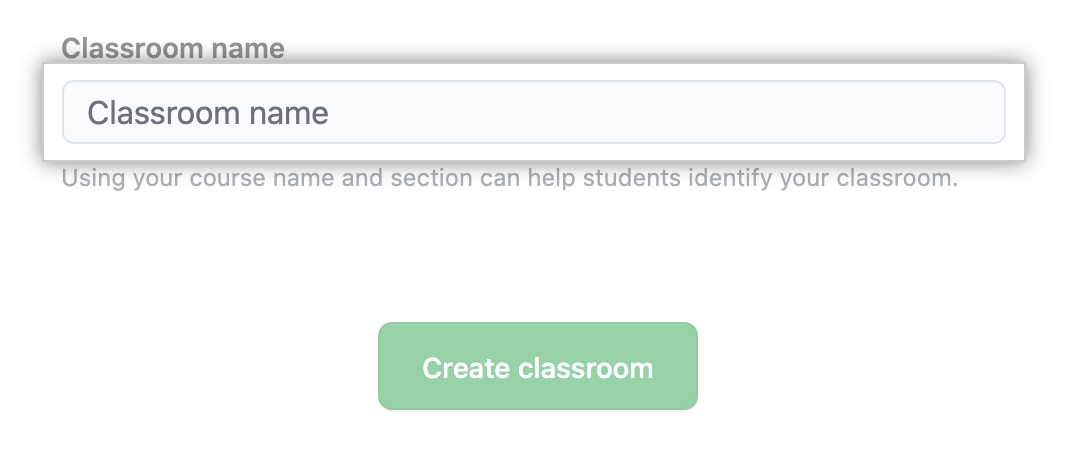 Classroom name
Classroom name
Using your course name and section can help students identify your classroom.
Create classroom